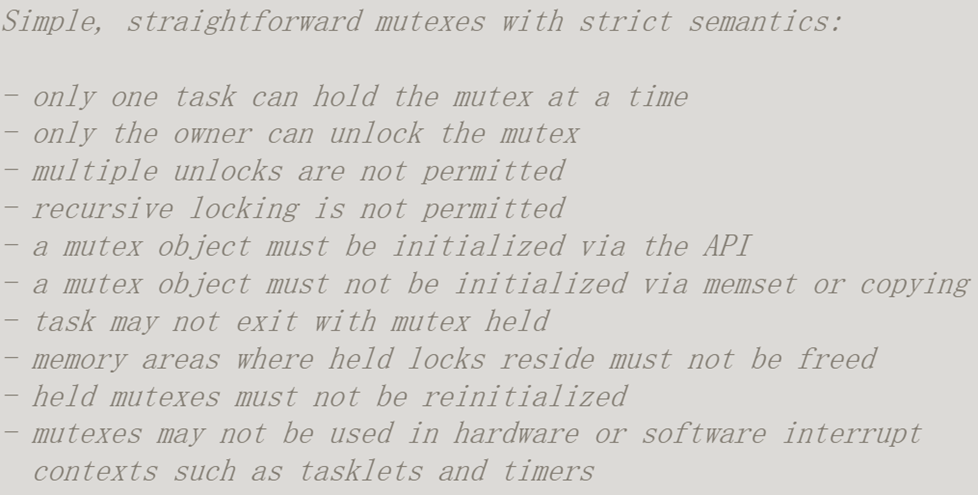 Simple, straightforward mutexes with strict semantics:
- only one task can hold the mutex at a time
- only the owner can unlock the mutex
- multiple unlocks are not permitted
- recursive locking is not permitted
- a mutex object must be initialized via the API
- a mutex object must not be initialized via memset or copying
- task may not exit with mutex held
- memory areas where held locks reside must not be freed
- held mutexes must not be reinitialized
- mutexes may not be used in hardware or software interrupt
contexts such as tasklets and timers